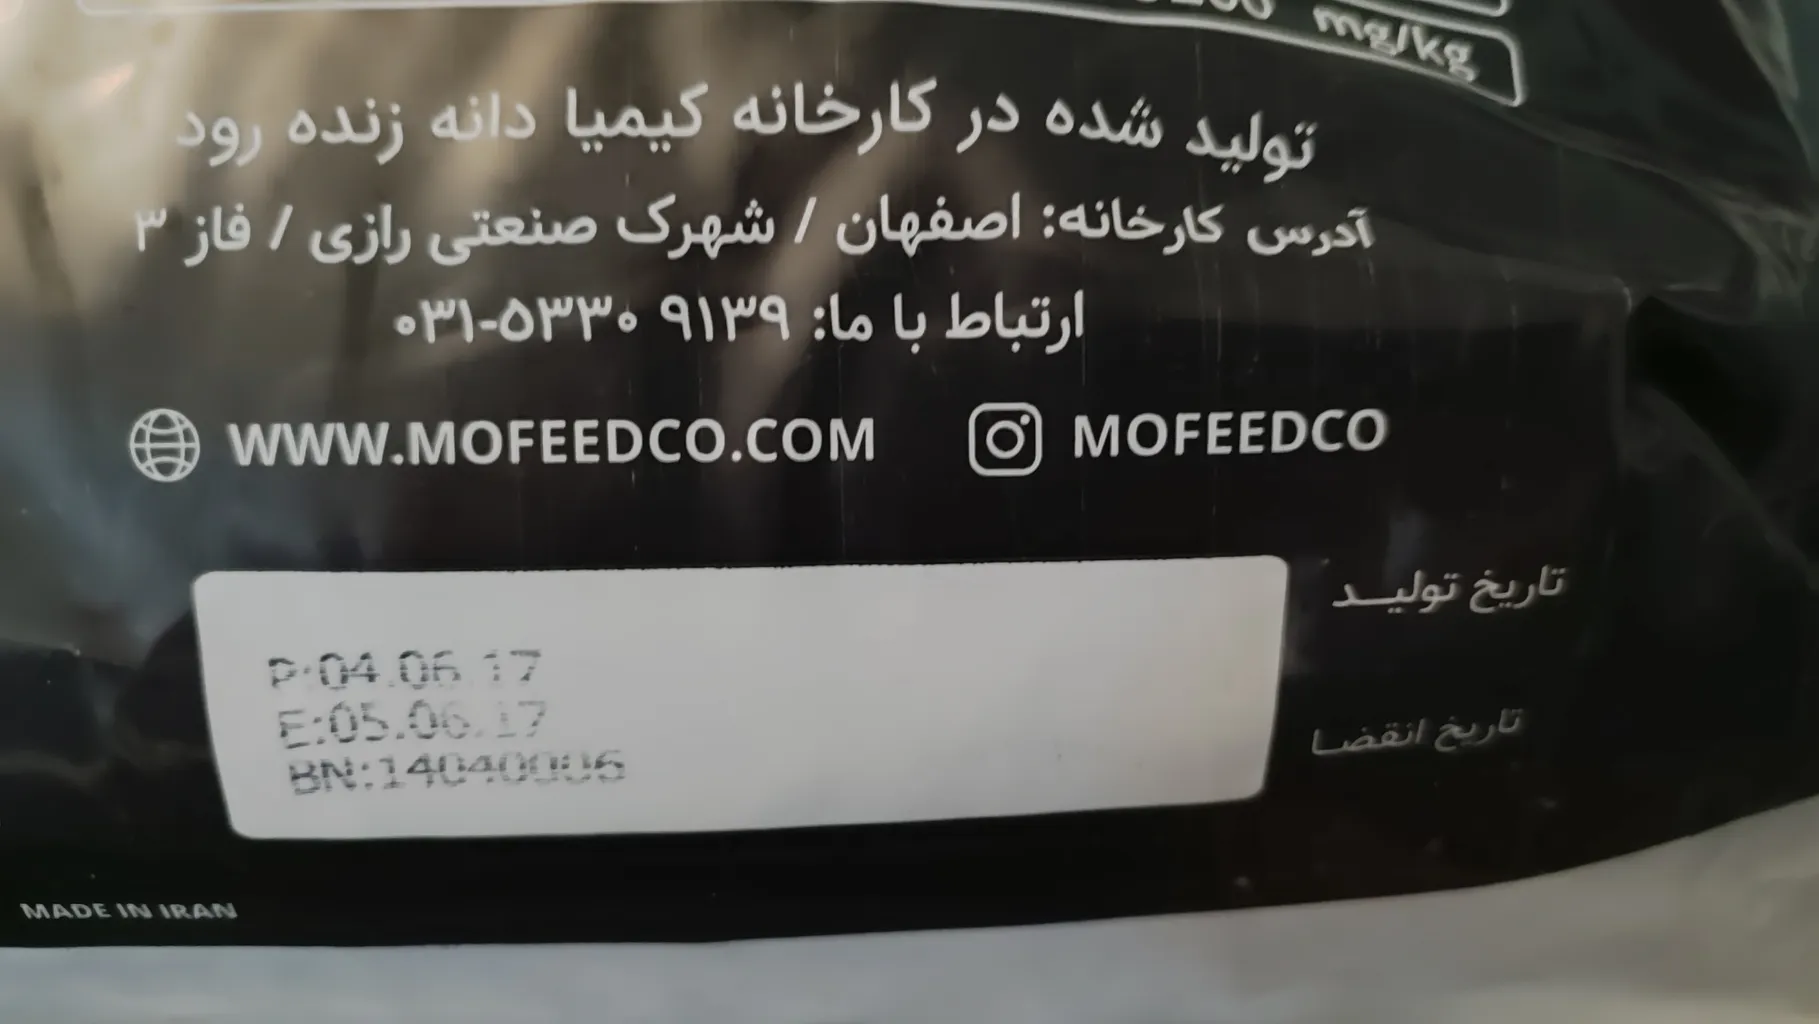 mg/kg
تولید شده در کارخانه کیمیا دانه زنده رود
آدرس کارخانه: اصفهان / شهرک صنعتی رازی / فاز ۳
ارتباط با ما: ۹۱۳۹ ۵۳۳۰-۰۳۱
WWW.MOFEEDCO.COM MOFEEDCO
تاریخ تولیــد
P:04.06.17
تاریخ انقضـا
E:05.06.17
BN:14040006
MADE IN IRAN